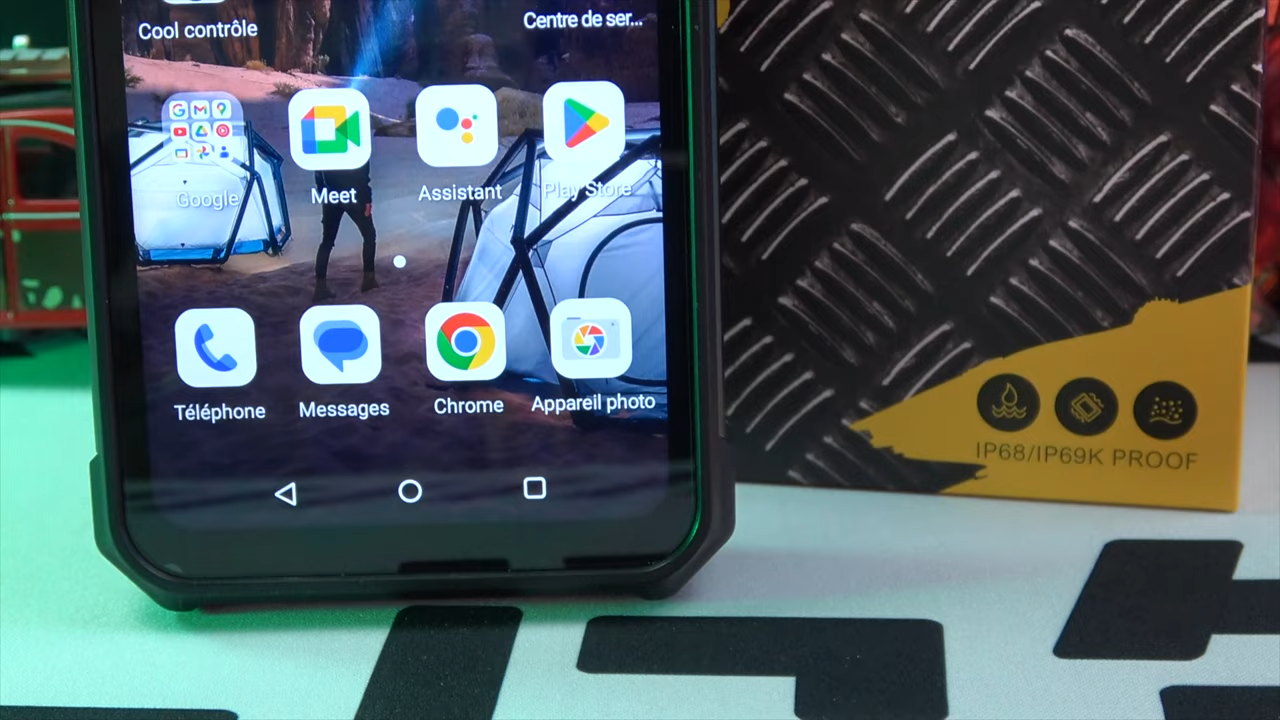 Cool contrôle
Centre de ser...
Google
Meet
Assistant
Play Store
Téléphone
Messages
Chrome
Appareil photo
IP68/IP69K PROOF